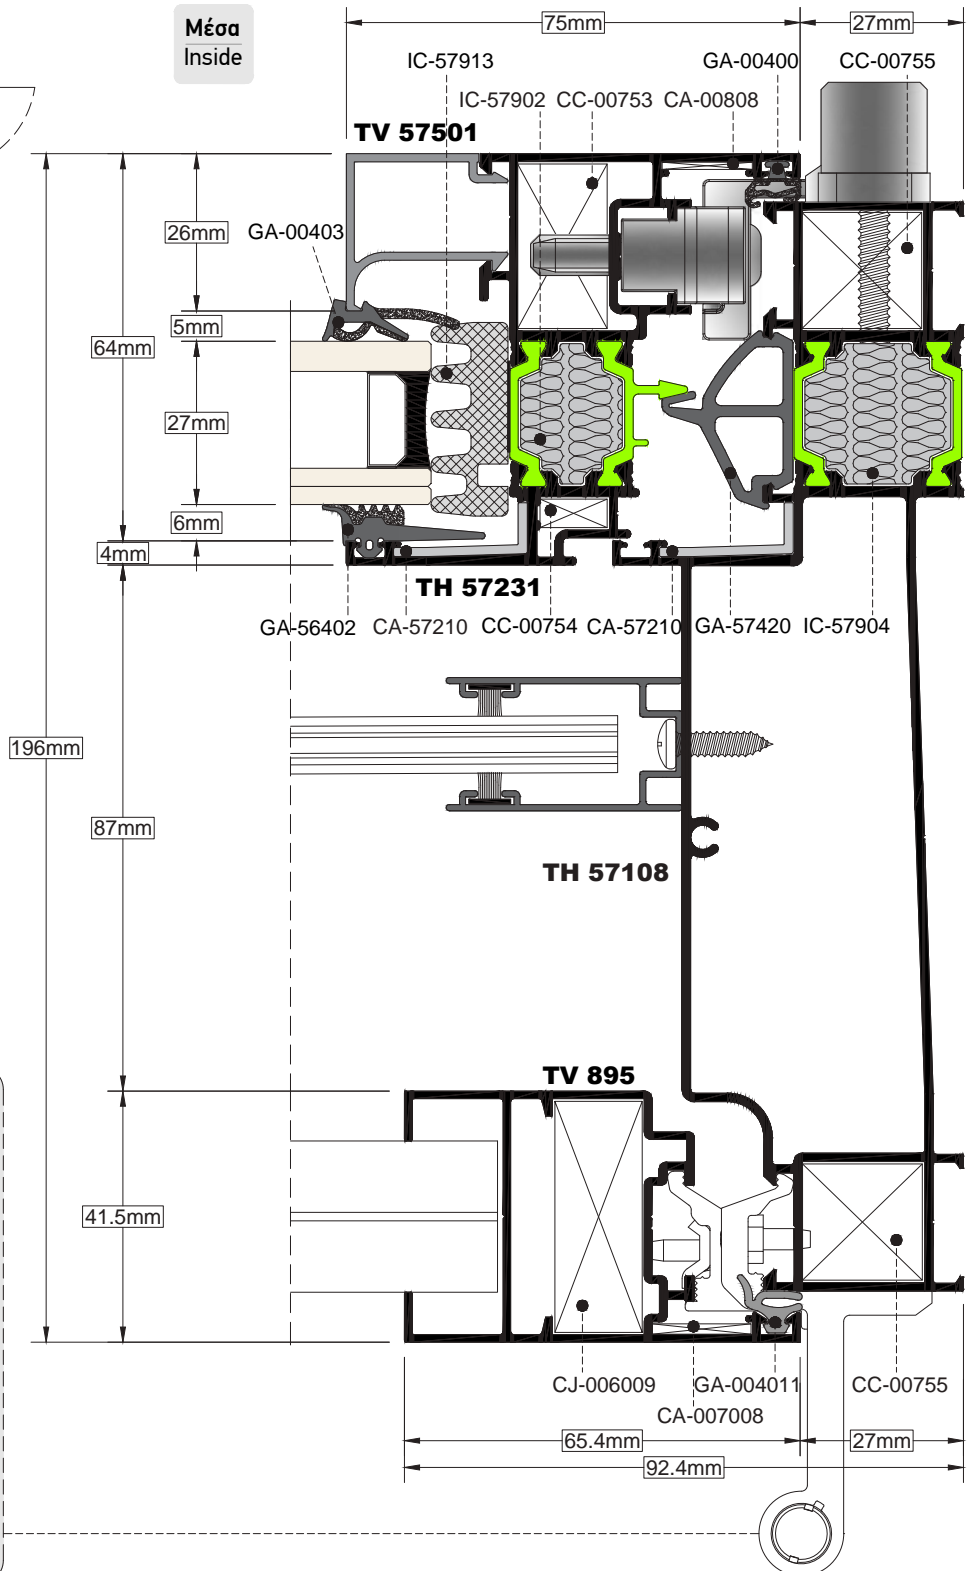 Μέσα
Inside
75mm
27mm
IC-57913
GA-00400
CC-00755
IC-57902
CC-00753
CA-00808
TV 57501
26mm
GA-00403
5mm
64mm
27mm
6mm
4mm
TH 57231
GA-56402
CA-57210
CC-00754
CA-57210
GA-57420
IC-57904
196mm
87mm
TH 57108
TV 895
41.5mm
CJ-006009
GA-004011
CC-00755
CA-007008
65.4mm
27mm
92.4mm